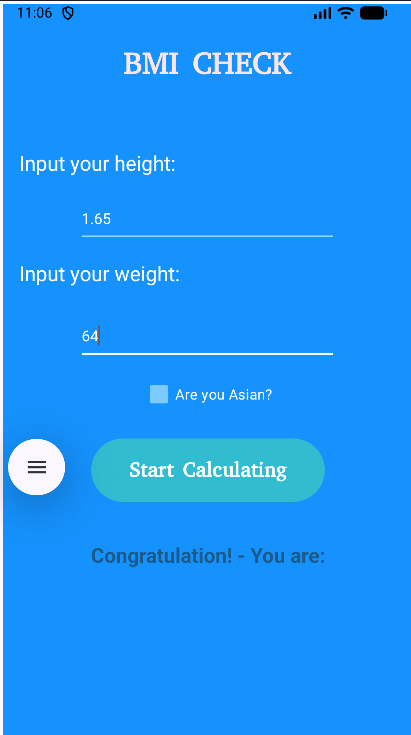 11:06
BMI CHECK
Input your height:
1.65
Input your weight:
64
Are you Asian?
Start Calculating
Congratulation! - You are: